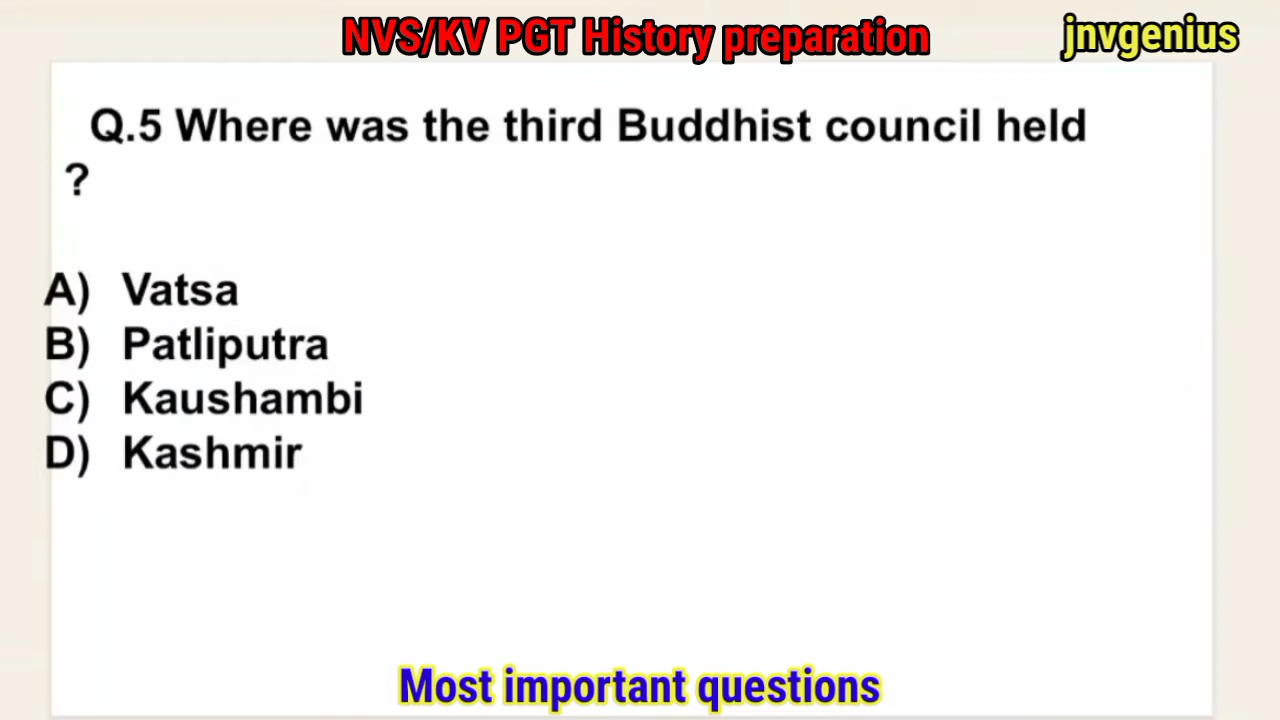 NVS/KV PGT History preparation
jnvgenius
Q.5 Where was the third Buddhist council held
?
A) Vatsa
B) Patliputra
C) Kaushambi
D) Kashmir
Most important questions